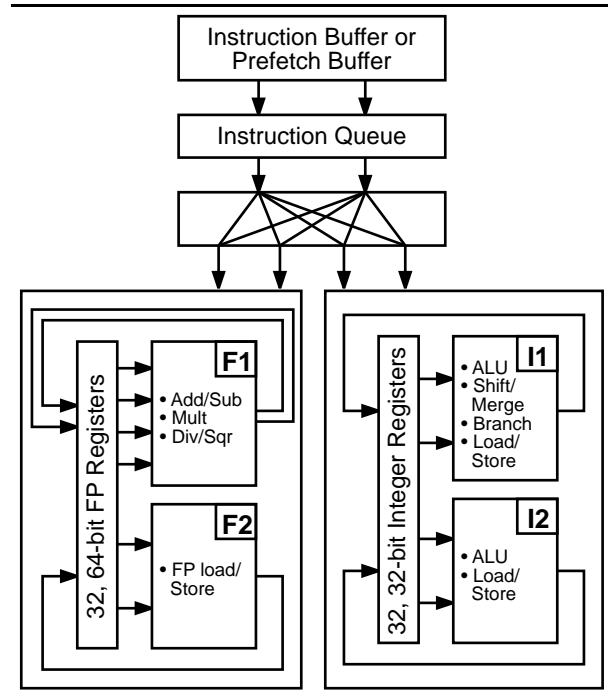 Instruction Buffer or
Prefetch Buffer
Instruction Queue
32, 64-bit FP Registers
F1
• Add/Sub
• Mult
• Div/Sqr
F2
• FP load/
Store
32, 32-bit Integer Registers
I1
• ALU
• Shift/
Merge
• Branch
• Load/
Store
I2
• ALU
• Load/
Store